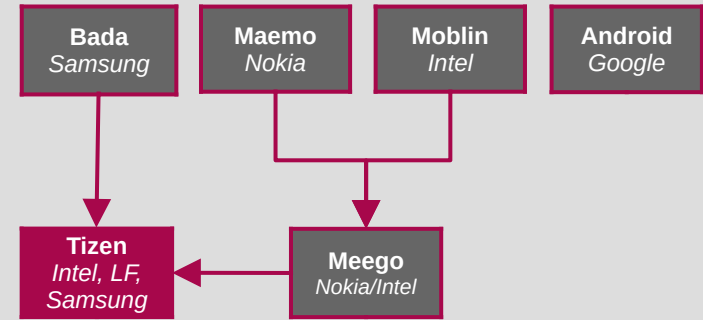 Bada
Samsung
Maemo
Nokia
Moblin
Intel
Android
Google
Tizen
Intel, LF,
Samsung
Meego
Nokia/Intel